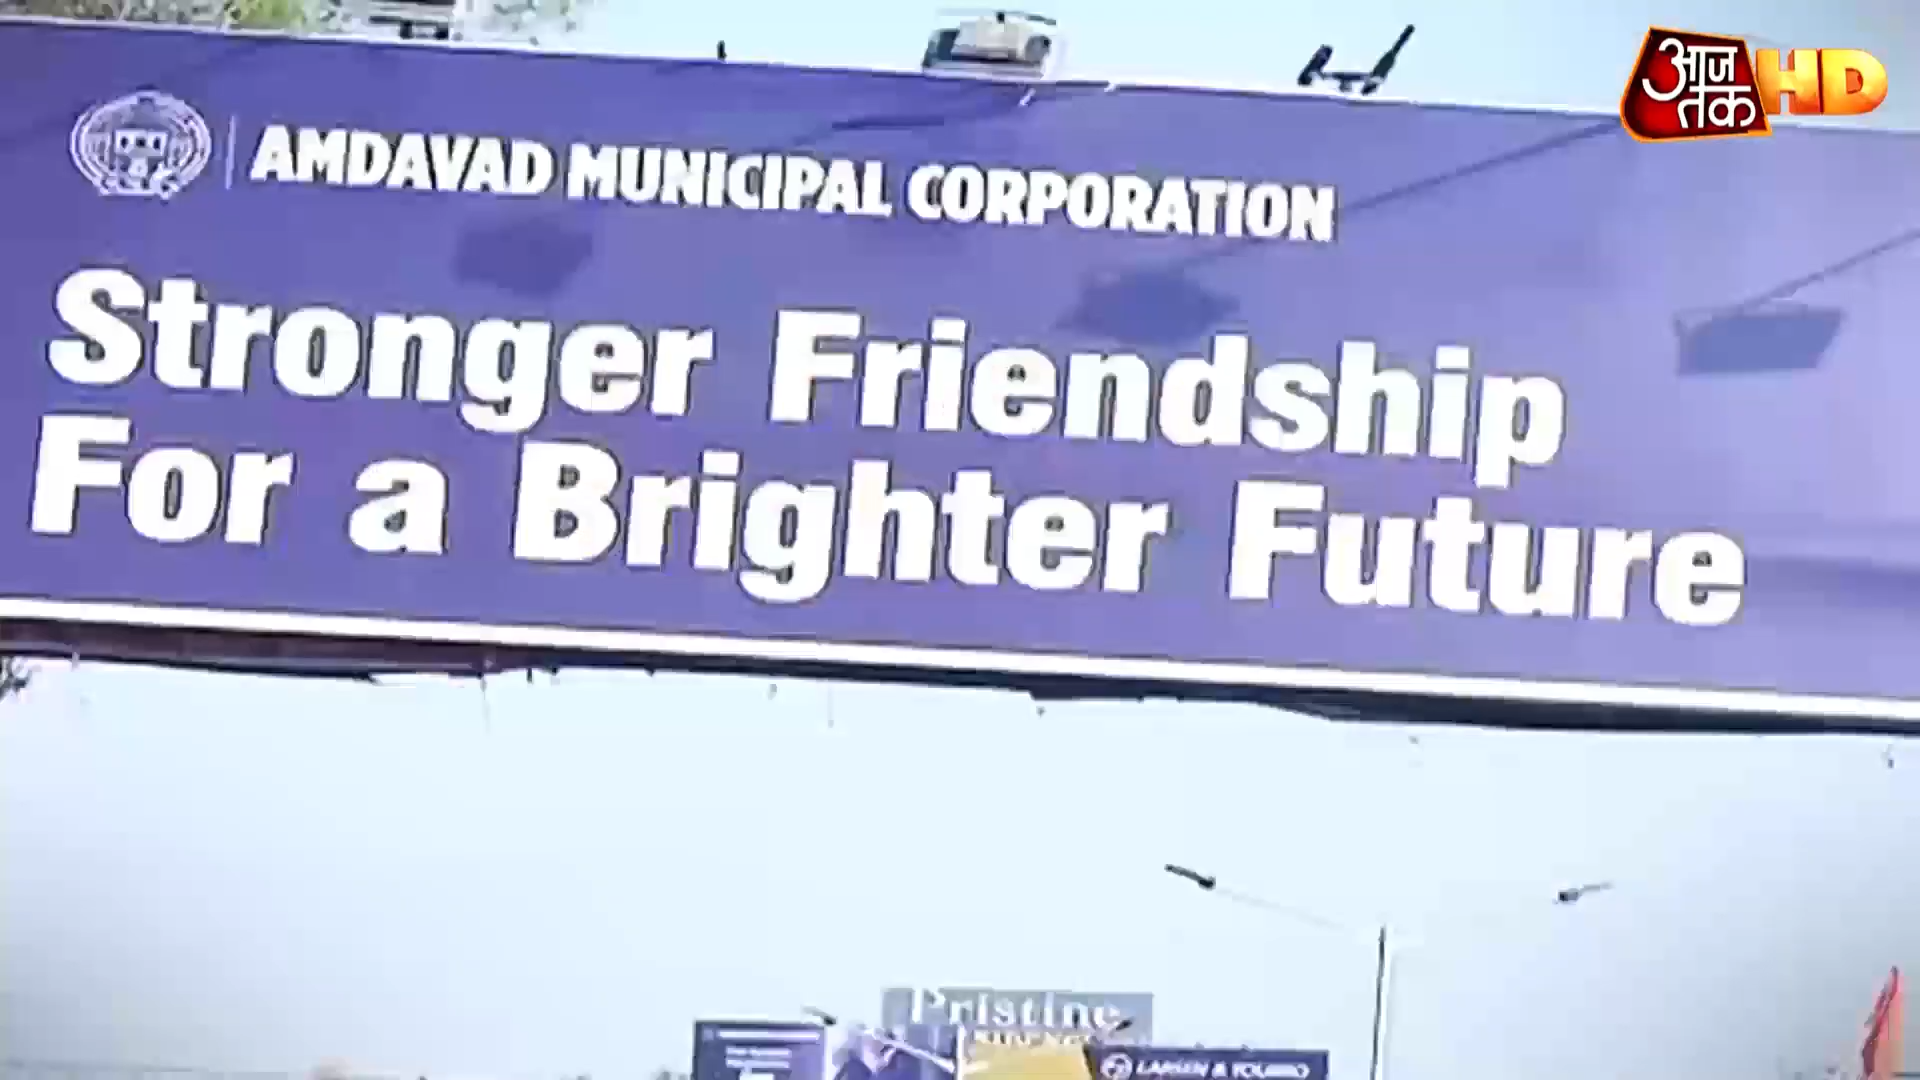 आज
तक
HD
AMDAVAD MUNICIPAL CORPORATION
Stronger Friendship
For a Brighter Future
Pristine
LARSEN & TOUBRO